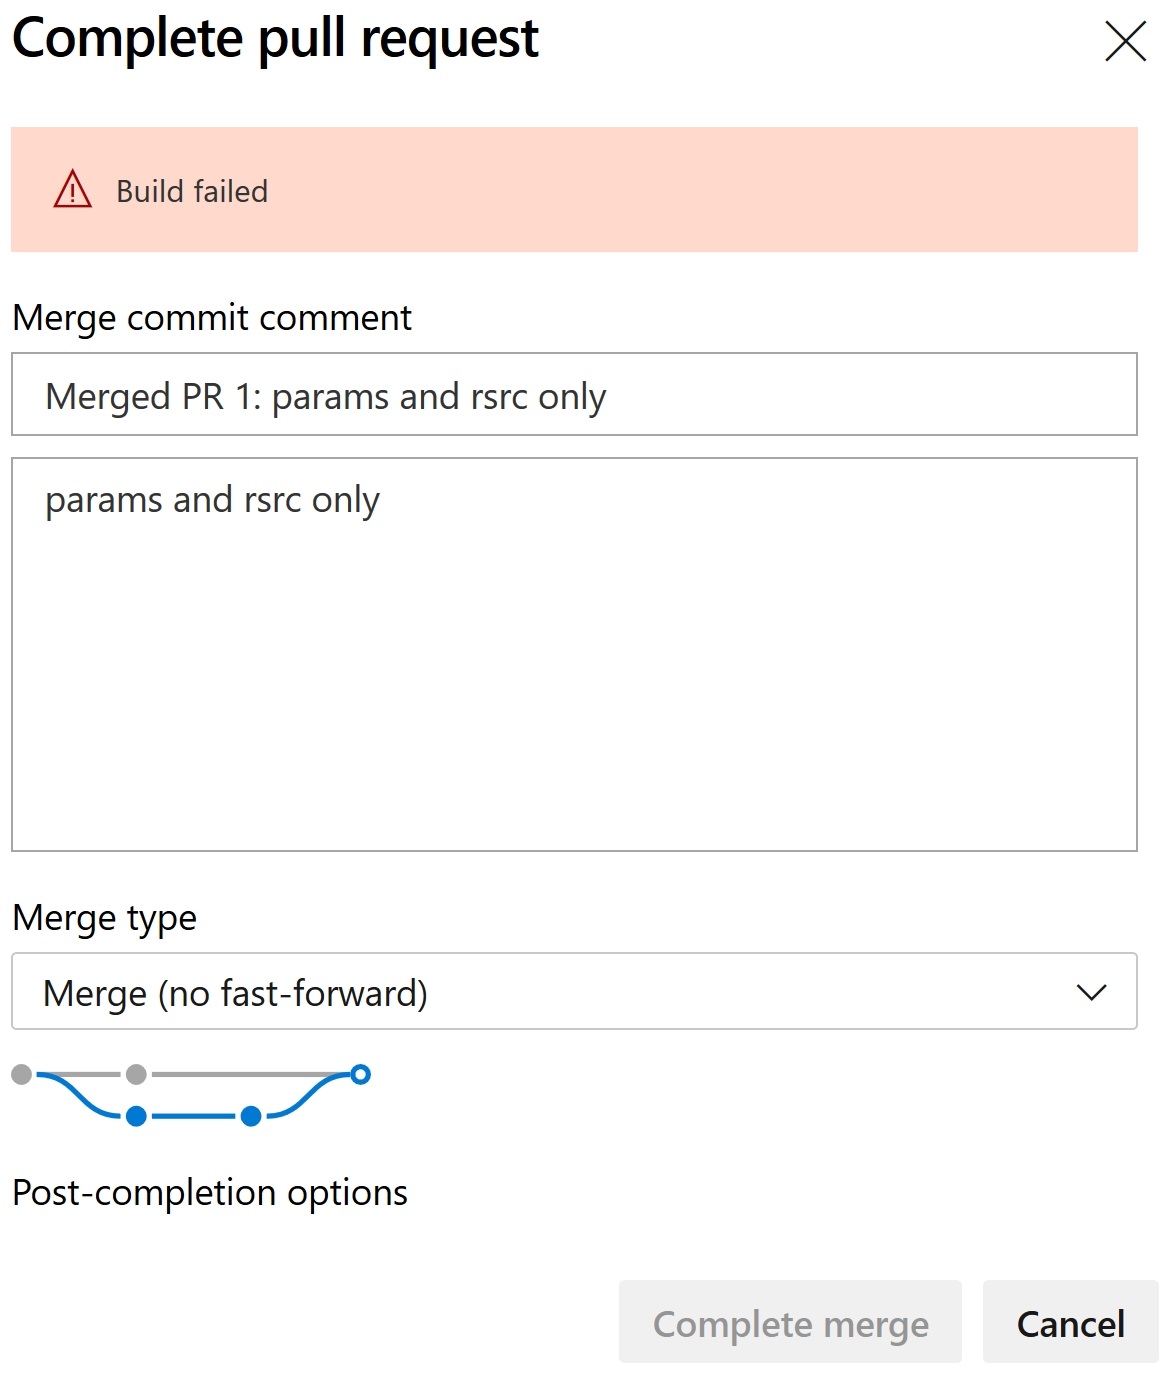 Complete pull request
Build failed
Merge commit comment
Merged PR 1: params and rsrc only
params and rsrc only
Merge type
Merge (no fast-forward)
Post-completion options
Complete merge
Cancel